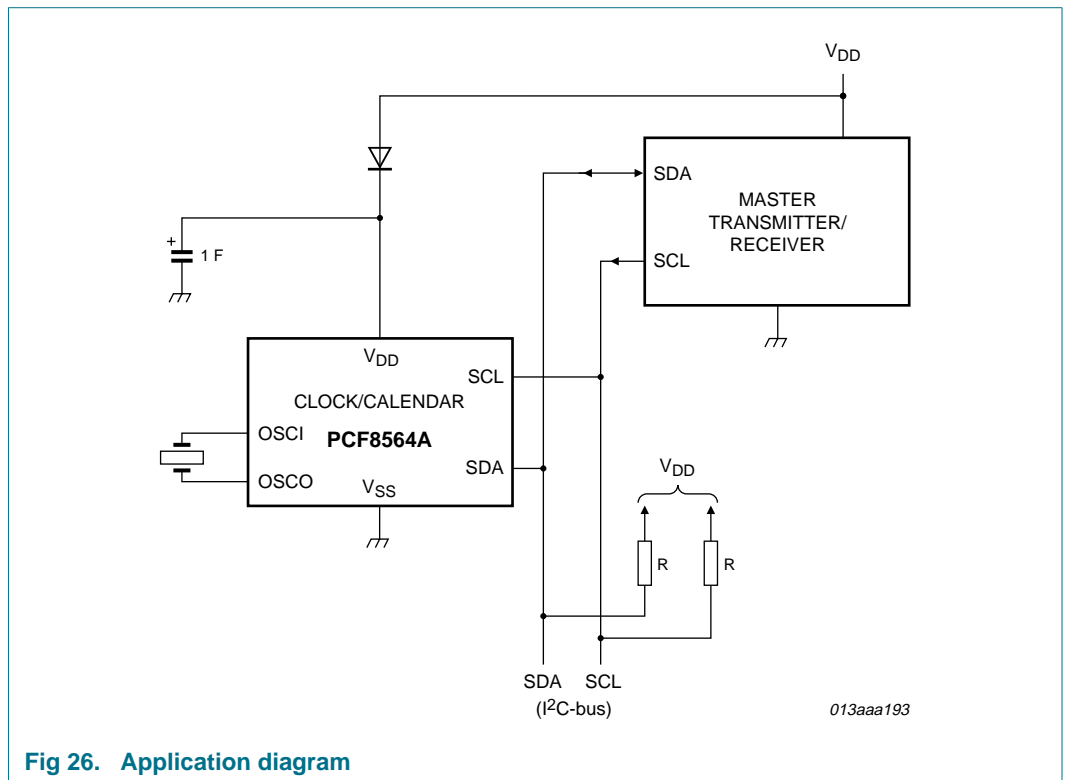 VDD
SDA
MASTER
TRANSMITTER/
RECEIVER
SCL
+
1 F
VDD
SCL
CLOCK/CALENDAR
PCF8564A
OSCI
SDA
OSCO
VSS
VDD
R
R
SDA SCL
(I2C-bus)
013aaa193
Fig 26. Application diagram